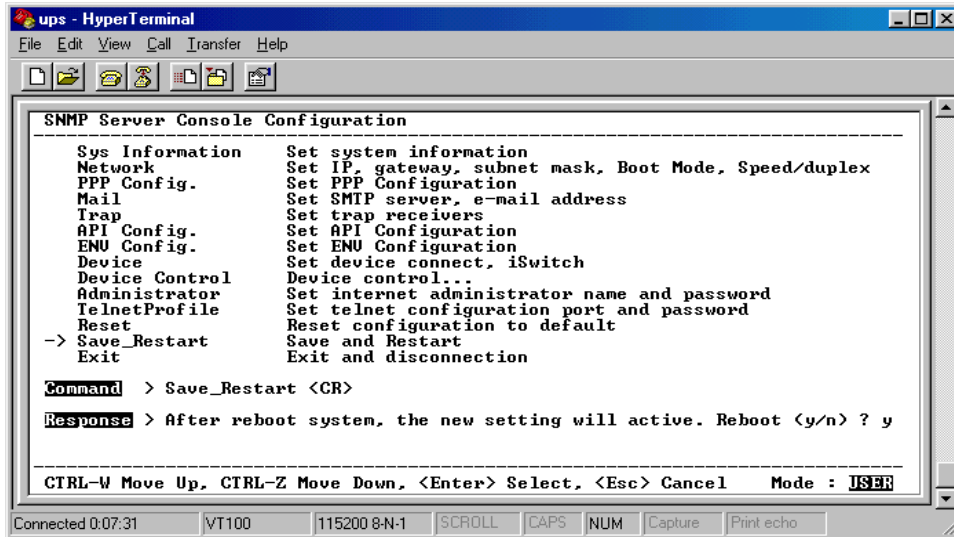 ups - HyperTerminal
File Edit View Call Transfer Help
SNMP Server Console Configuration
Sys Information Set system information
Network Set IP, gateway, subnet mask, Boot Mode, Speed/duplex
PPP Config. Set PPP Configuration
Mail Set SMTP server, e-mail address
Trap Set trap receivers
API Config. Set API Configuration
ENV Config. Set ENV Configuration
Device Set device connect, iSwitch
Device Control Device control...
Administrator Set internet administrator name and password
TelnetProfile Set telnet configuration port and password
Reset Reset configuration to default
-> Save_Restart Save and Restart
Exit Exit and disconnection
Command > Save_Restart <CR>
Response > After reboot system, the new setting will active. Reboot (y/n) ? y
CTRL-W Move Up, CTRL-Z Move Down, <Enter> Select, <Esc> Cancel Mode : USER
Connected 0:07:31 VT100 115200 8-N-1 SCROLL CAPS NUM Capture Print echo